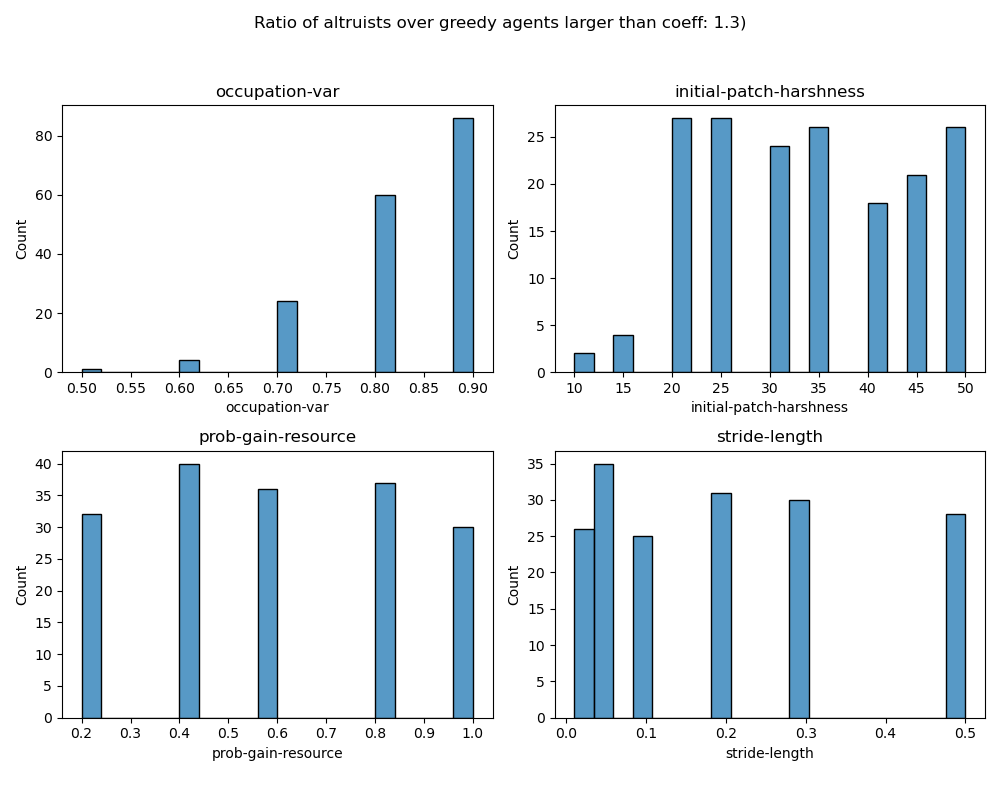 Ratio of altruists over greedy agents larger than coeff: 1.3)
occupation-var
Count
80
60
40
20
0
0.50 0.55 0.60 0.65 0.70 0.75 0.80 0.85 0.90
occupation-var
initial-patch-harshness
Count
25
20
15
10
5
0
10 15 20 25 30 35 40 45 50
initial-patch-harshness
prob-gain-resource
Count
40
35
30
25
20
15
10
5
0
0.2 0.3 0.4 0.5 0.6 0.7 0.8 0.9 1.0
prob-gain-resource
stride-length
Count
35
30
25
20
15
10
5
0
0.0 0.1 0.2 0.3 0.4 0.5
stride-length